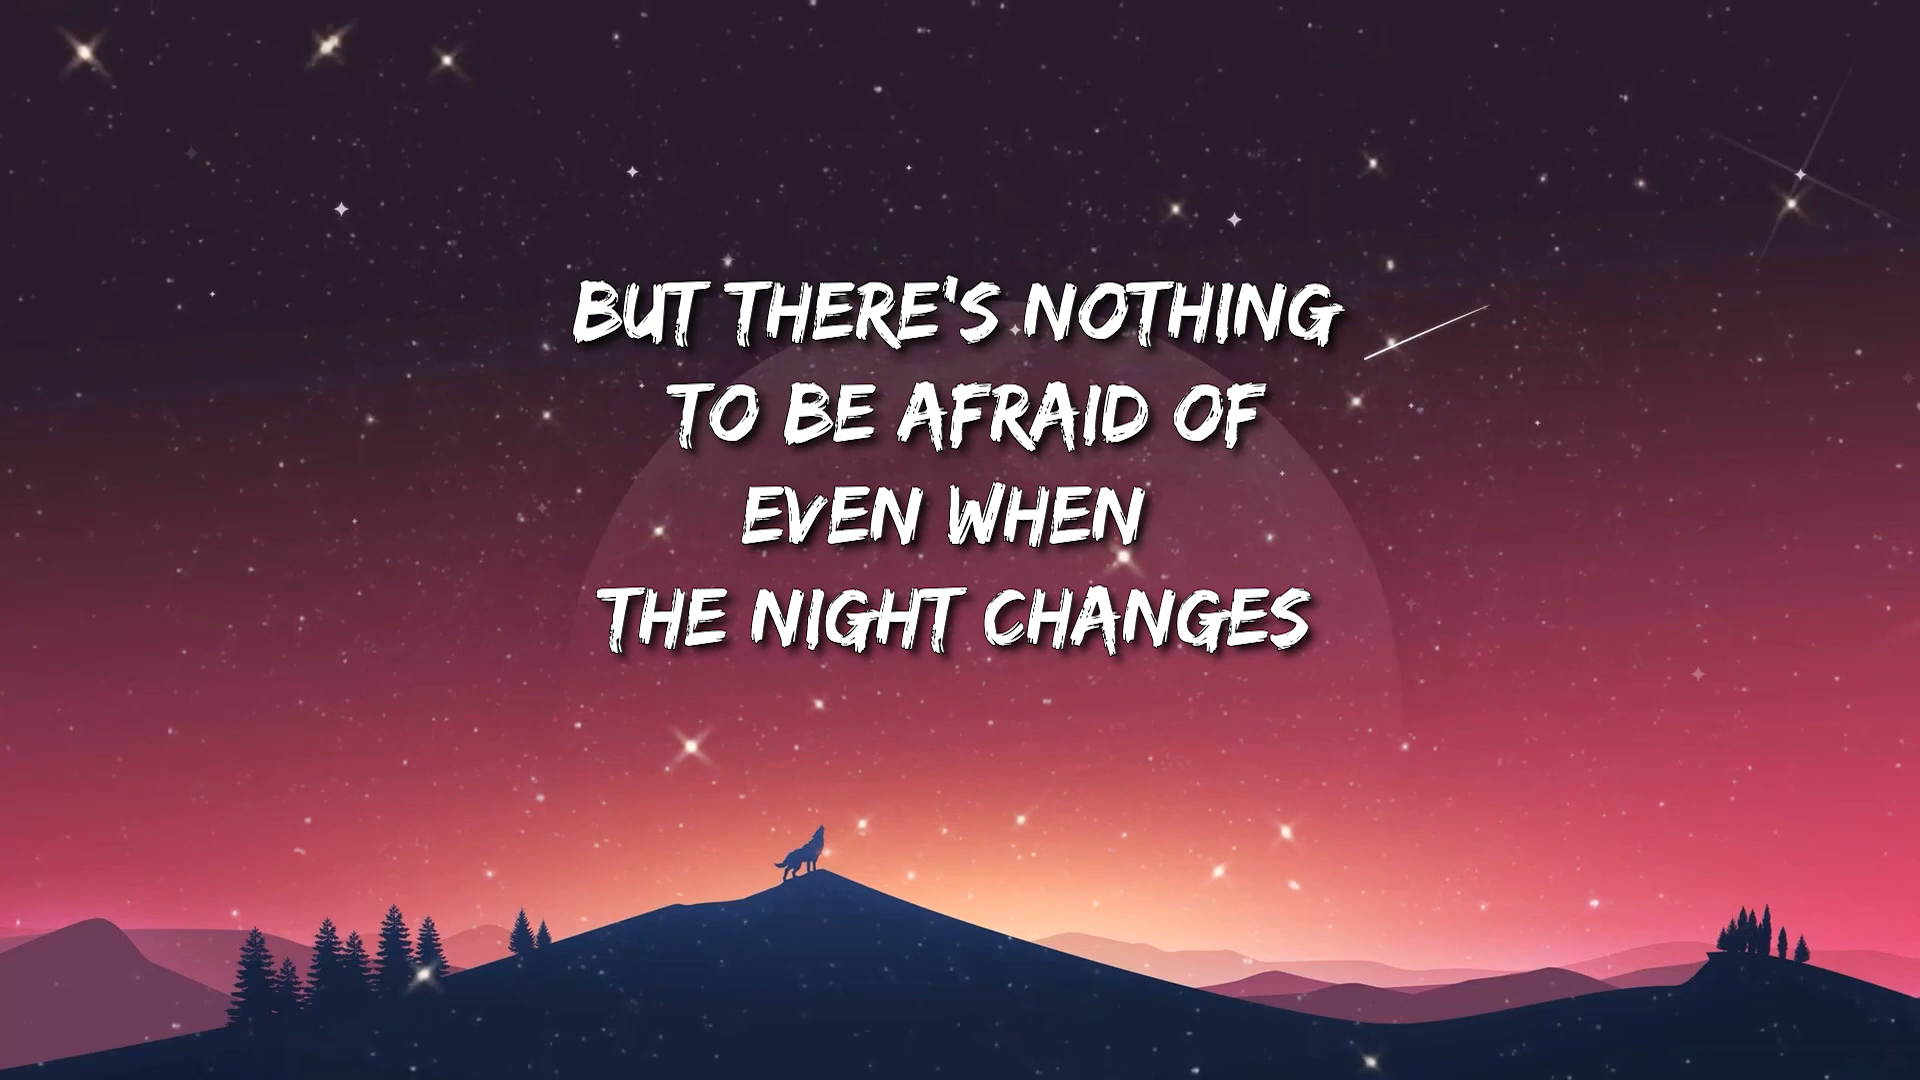 BUT THERE'S NOTHING
TO BE AFRAID OF
EVEN WHEN
THE NIGHT CHANGES